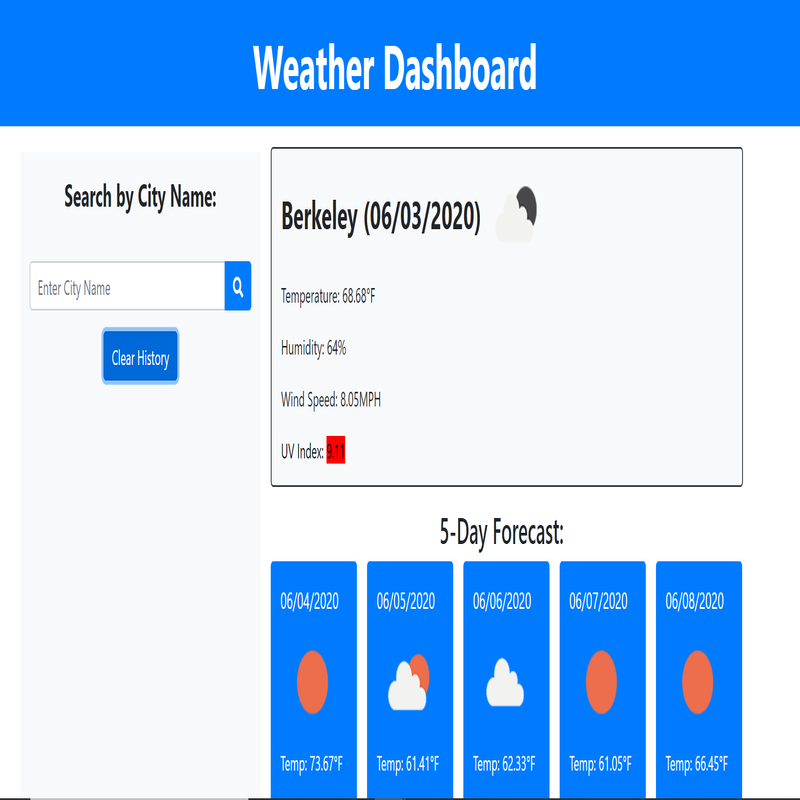 Weather Dashboard
Search by City Name:
Enter City Name
Clear History
Berkeley (06/03/2020)
Temperature: 68.68°F
Humidity: 64%
Wind Speed: 8.05MPH
UV Index: 9.11
5-Day Forecast:
06/04/2020 06/05/2020 06/06/2020 06/07/2020 06/08/2020
Temp: 73.67°F Temp: 61.41°F Temp: 62.33°F Temp: 61.05°F Temp: 66.45°F